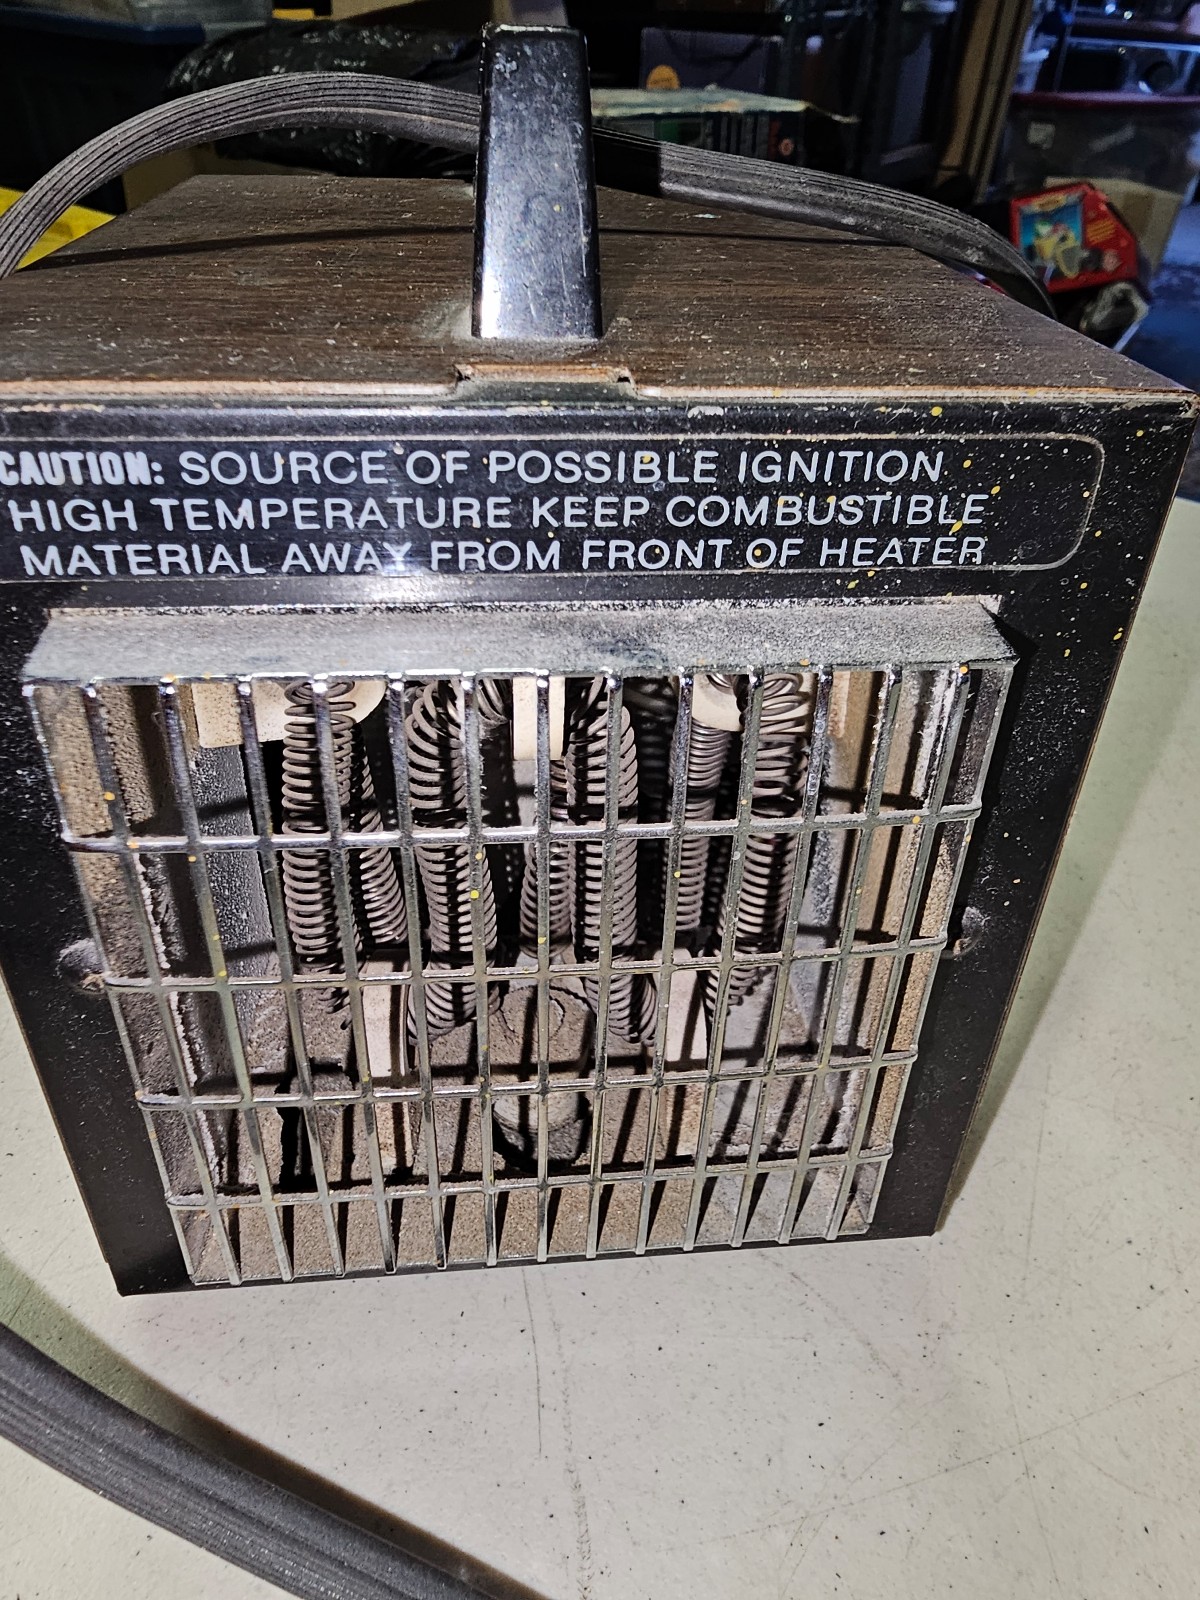 CAUTION: SOURCE OF POSSIBLE IGNITION
HIGH TEMPERATURE KEEP COMBUSTIBLE
MATERIAL AWAY FROM FRONT OF HEATER